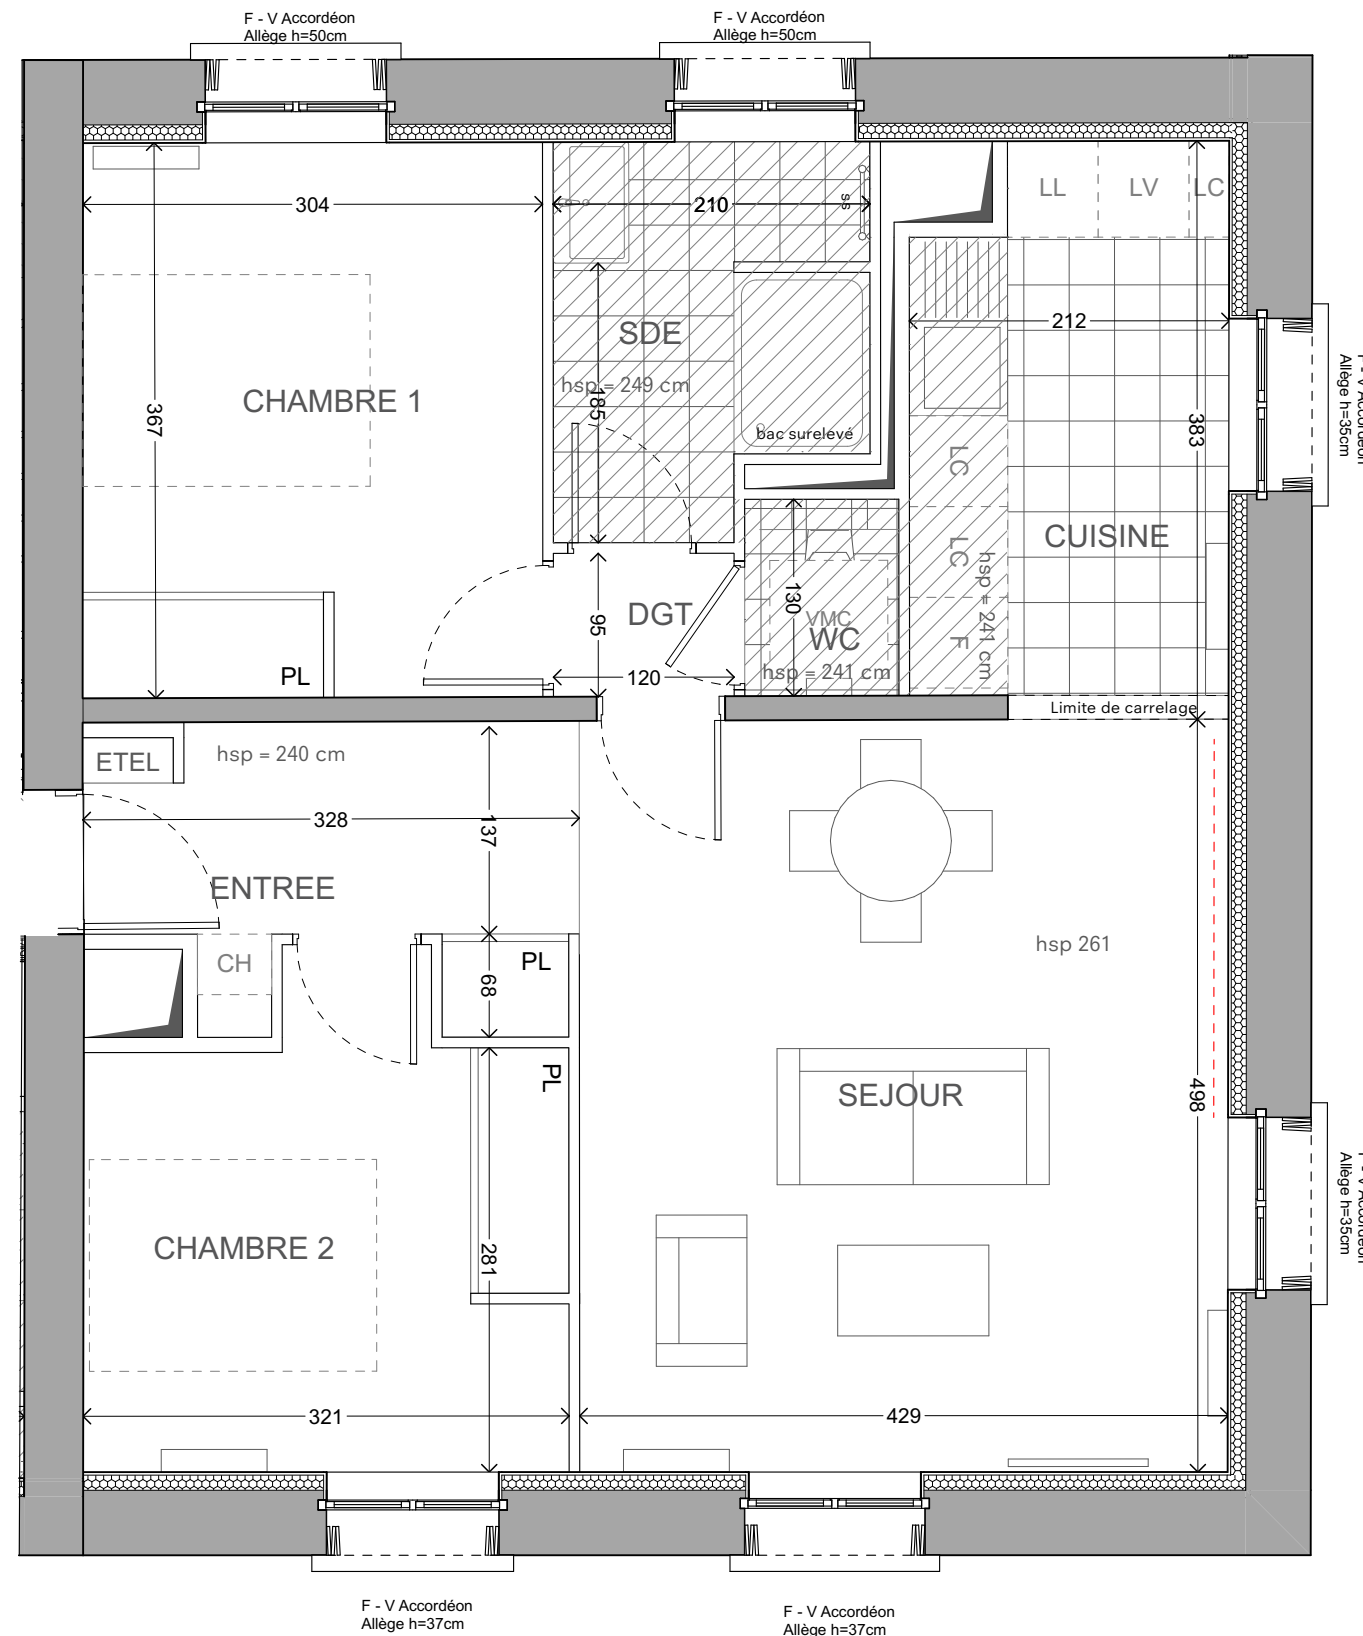 F - V Accordéon
Allège h=50cm
F - V Accordéon
Allège h=50cm
LL
LV
LC
304
210
ss
212
SDE
hsp = 249 cm
185
CHAMBRE 1
367
bac surelevé
383
F - V Accordéon
Allège h=35cm
LC
LC
F
hsp = 241 cm
CUISINE
DGT
95
130
VMC
WC
hsp = 241 cm
120
PL
Limite de carrelage
ETEL
hsp = 240 cm
328
137
ENTREE
CH
PL
68
hsp 261
PL
SEJOUR
498
F - V Accordéon
Allège h=35cm
CHAMBRE 2
281
321
429
F - V Accordéon
Allège h=37cm
F - V Accordéon
Allège h=37cm